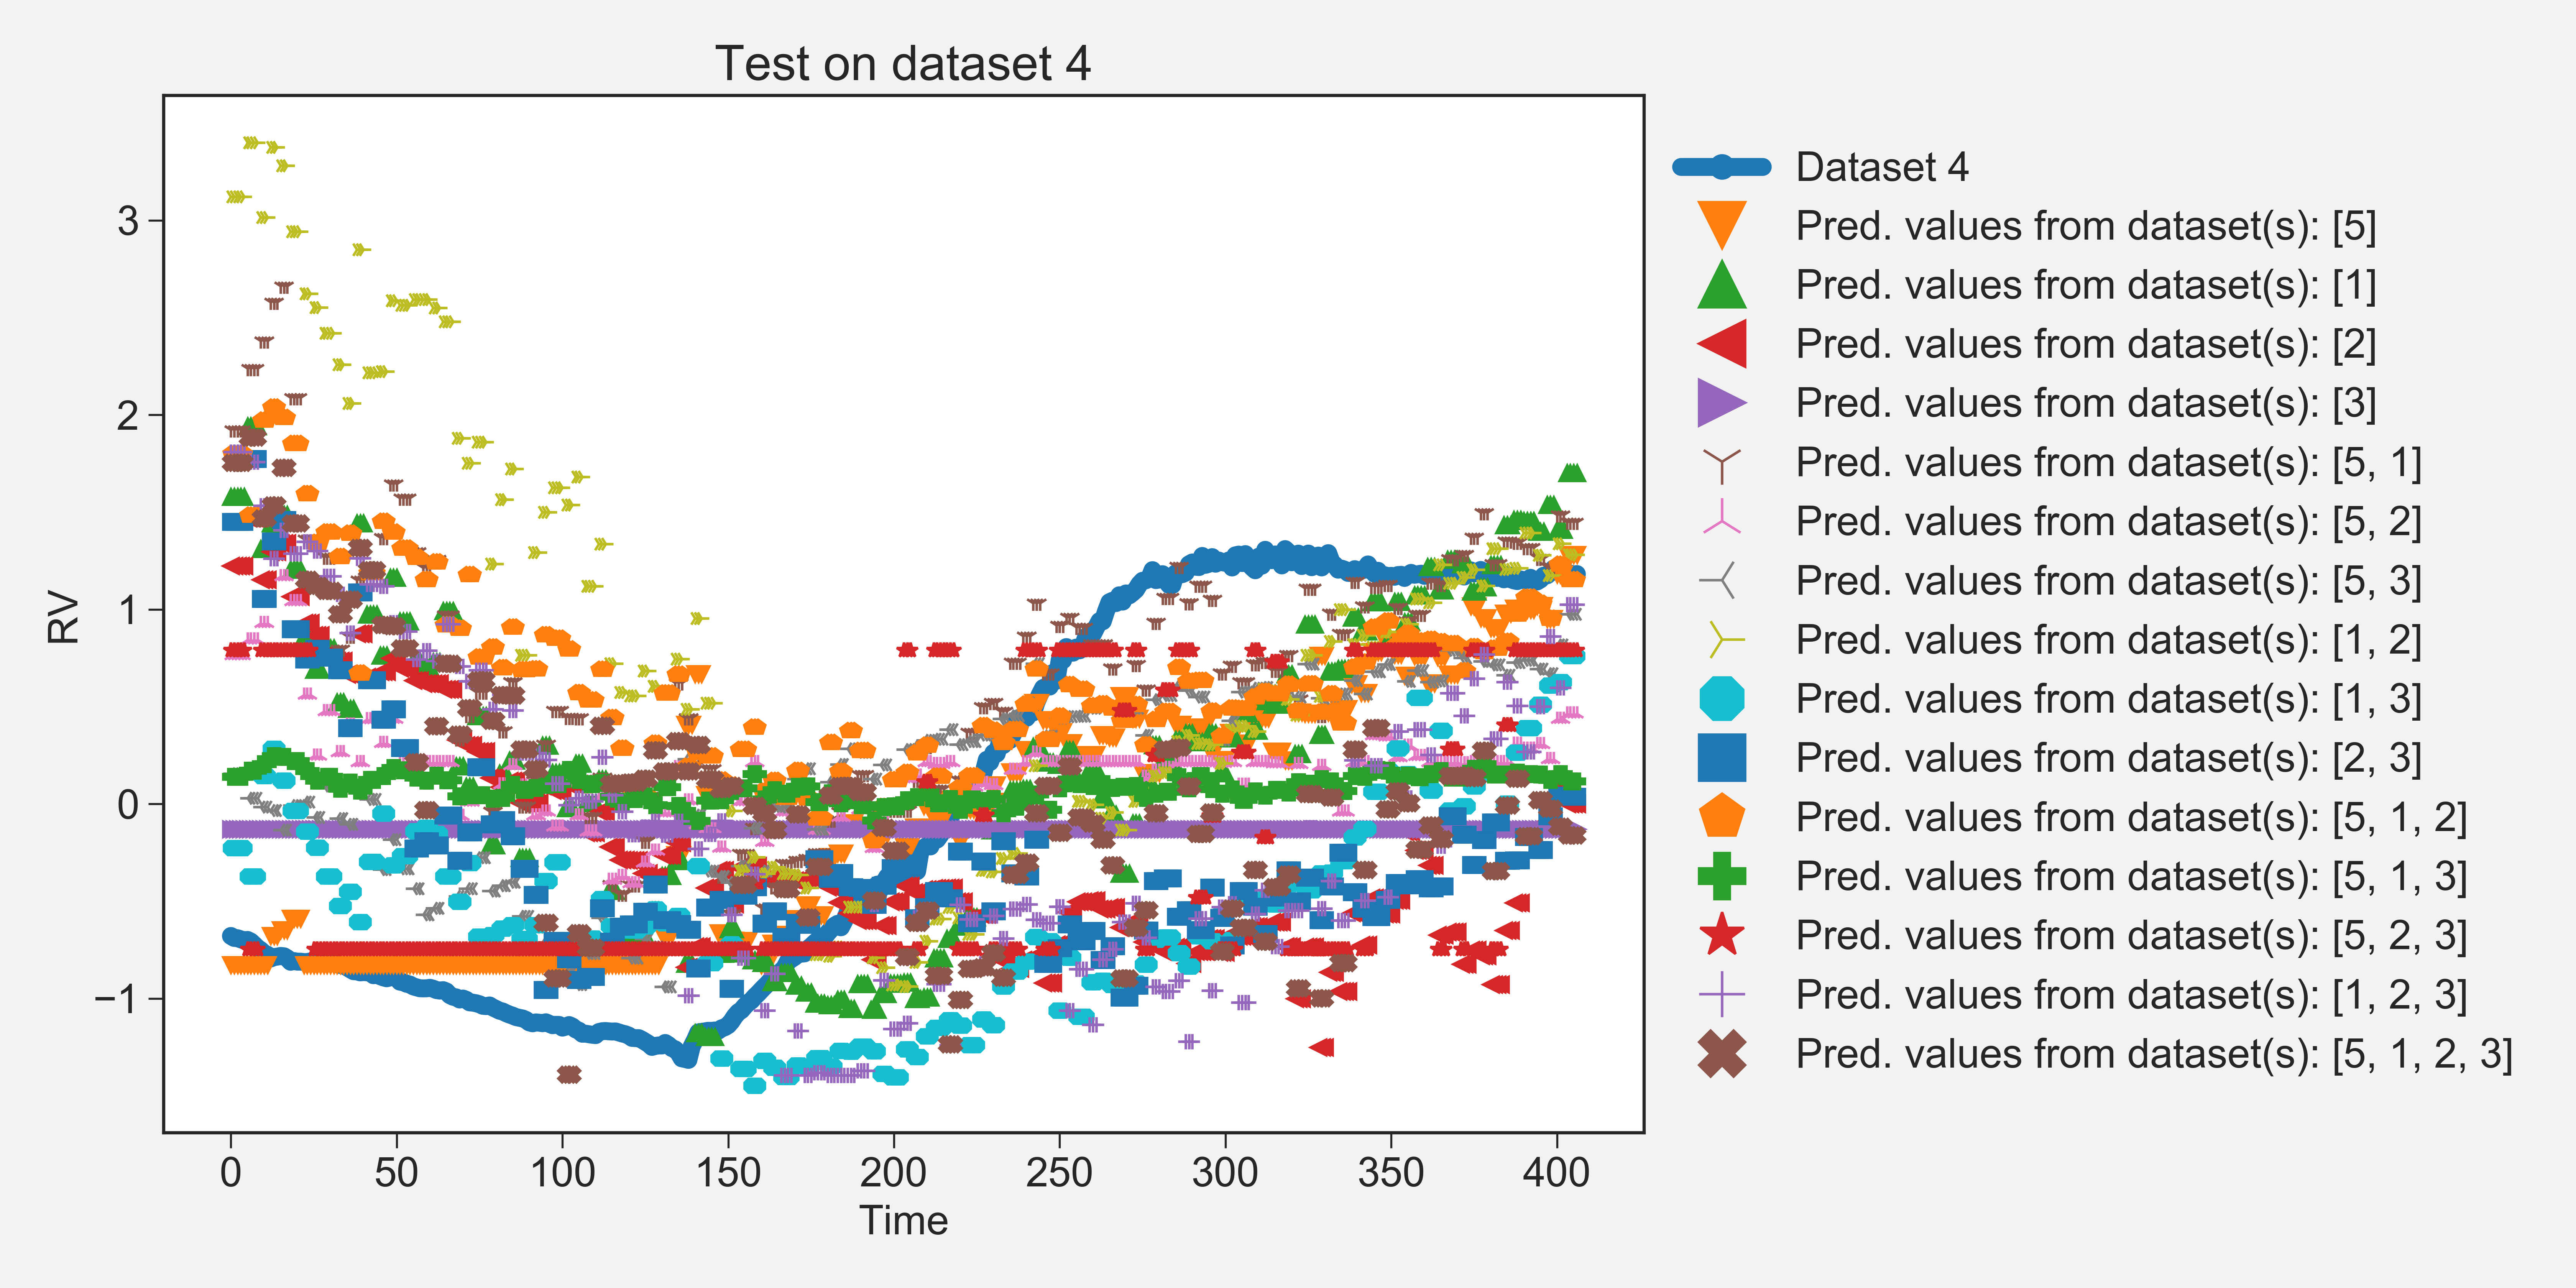 Test on dataset 4
RV
3
2
1
0
−1
0 50 100 150 200 250 300 350 400
Time
Dataset 4
Pred. values from dataset(s): [5]
Pred. values from dataset(s): [1]
Pred. values from dataset(s): [2]
Pred. values from dataset(s): [3]
Pred. values from dataset(s): [5, 1]
Pred. values from dataset(s): [5, 2]
Pred. values from dataset(s): [5, 3]
Pred. values from dataset(s): [1, 2]
Pred. values from dataset(s): [1, 3]
Pred. values from dataset(s): [2, 3]
Pred. values from dataset(s): [5, 1, 2]
Pred. values from dataset(s): [5, 1, 3]
Pred. values from dataset(s): [5, 2, 3]
Pred. values from dataset(s): [1, 2, 3]
Pred. values from dataset(s): [5, 1, 2, 3]